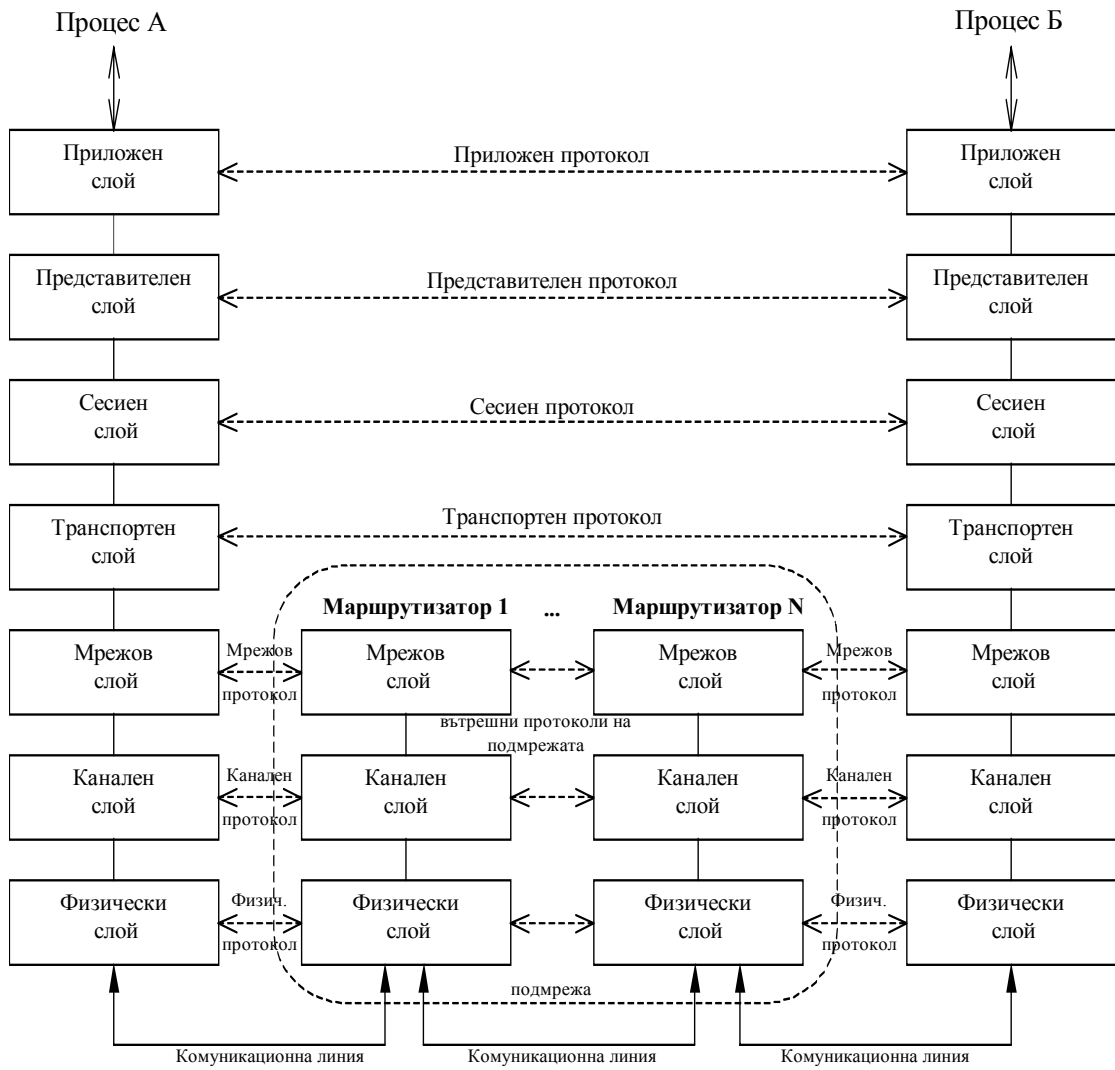 Процес А
Процес Б
Приложен
слой
Приложен протокол
Приложен
слой
Представителен
слой
Представителен протокол
Представителен
слой
Сесиен
слой
Сесиен протокол
Сесиен
слой
Транспортен
слой
Транспортен протокол
Транспортен
слой
Маршрутизатор 1
...
Маршрутизатор N
Мрежов
слой
Мрежов
протокол
Мрежов
слой
Мрежов
слой
Мрежов
протокол
Мрежов
слой
вътрешни протоколи на
подмрежата
Канален
слой
Канален
протокол
Канален
слой
Канален
слой
Канален
протокол
Канален
слой
Физически
слой
Физич.
протокол
Физически
слой
Физически
слой
Физич.
протокол
Физически
слой
подмрежа
Комуникационна линия
Комуникационна линия
Комуникационна линия